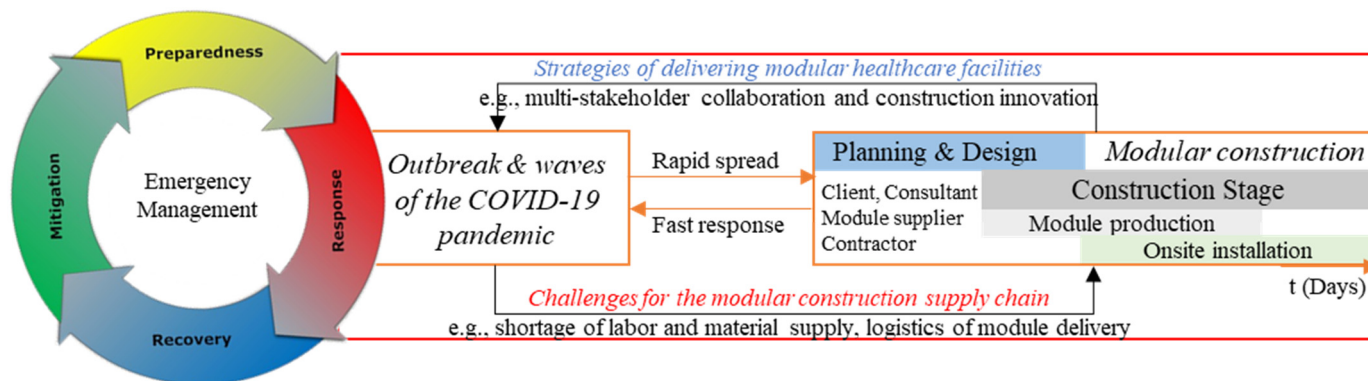 Preparedness
Response
Recovery
Mitigation
Emergency
Management
Strategies of delivering modular healthcare facilities
e.g., multi-stakeholder collaboration and construction innovation
Outbreak & waves
of the COVID-19
pandemic
Rapid spread
Fast response
Planning & Design
Modular construction
Client, Consultant
Module supplier
Contractor
Construction Stage
Module production
Onsite installation
t (Days)
Challenges for the modular construction supply chain
e.g., shortage of labor and material supply, logistics of module delivery